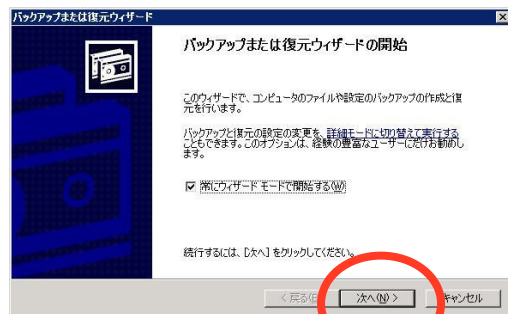 バックアップまたは復元ウィザード
バックアップまたは復元ウィザードの開始
このウィザードで、コンピュータのファイルや設定のバックアップの作成と復
元を行います。
バックアップと復元の設定の変更を、詳細モードに切り替えて実行する
こともできます。このオプションは、経験の豊富なユーザーにだけお勧めし
ます。
常にウィザード モードで開始する(W)
続行するには、[次へ] をクリックしてください。
< 戻る(B)
次へ(N) >
キャンセル